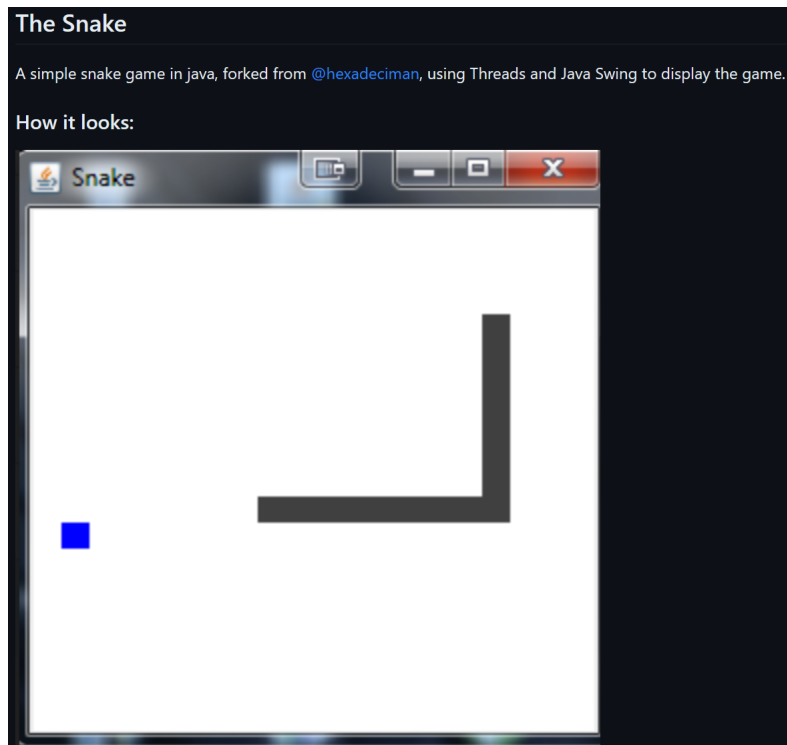 The Snake
A simple snake game in java, forked from @hexadeciman, using Threads and Java Swing to display the game.
How it looks:
Snake